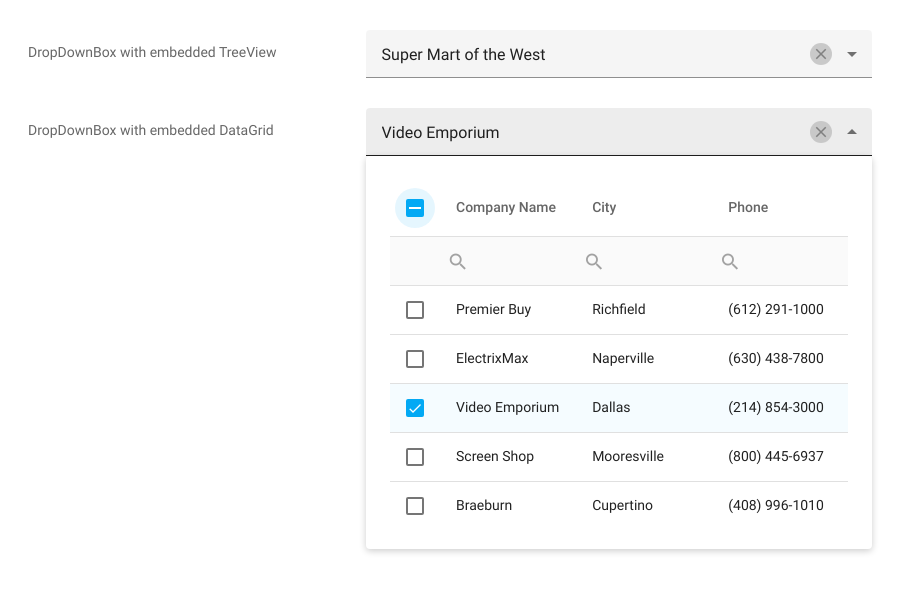 DropDownBox with embedded TreeView
Super Mart of the West
DropDownBox with embedded DataGrid
Video Emporium
Company Name City Phone
Premier Buy Richfield (612) 291-1000
ElectrixMax Naperville (630) 438-7800
Video Emporium Dallas (214) 854-3000
Screen Shop Mooresville (800) 445-6937
Braeburn Cupertino (408) 996-1010